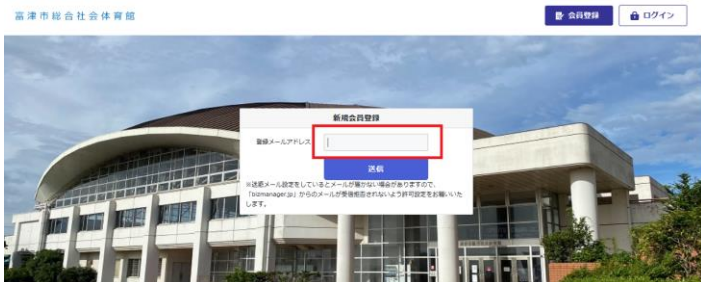 富津市総合社会体育館
会員登録
ログイン
新規会員登録
登録メールアドレス
送信
※迷惑メール設定をしているとメールが届かない場合がありますので、
「bizmanager.jp」からのメールが受信拒否されないよう許可設定をお願いいた
します。